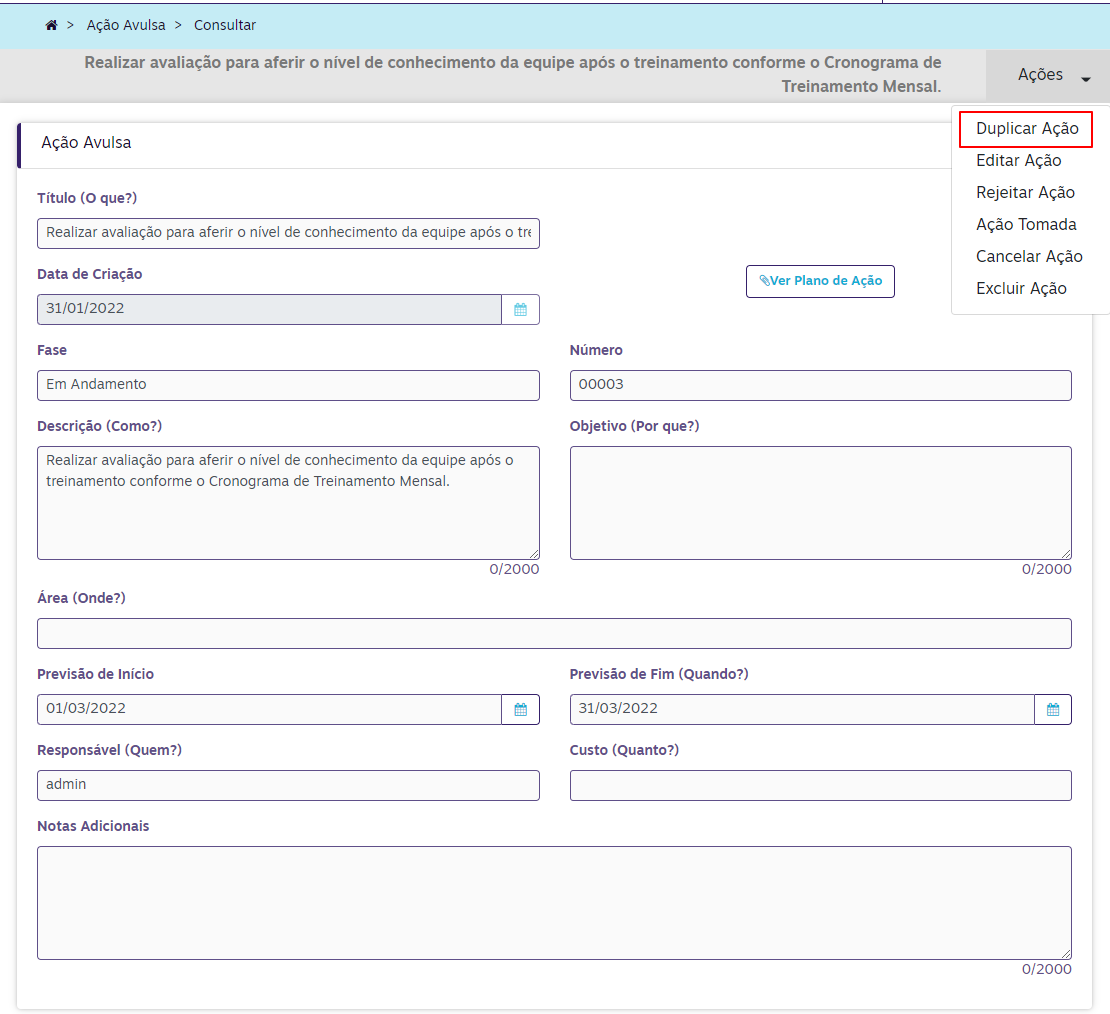 > Ação Avulsa > Consultar
Realizar avaliação para aferir o nível de conhecimento da equipe após o treinamento conforme o Cronograma de
Treinamento Mensal.
Ações
Duplicar Ação
Editar Ação
Rejeitar Ação
Ação Tomada
Cancelar Ação
Excluir Ação
Ação Avulsa
Título (O que?)
Realizar avaliação para aferir o nível de conhecimento da equipe após o tre
Data de Criação
31/01/2022
Ver Plano de Ação
Fase
Em Andamento
Número
00003
Descrição (Como?)
Realizar avaliação para aferir o nível de conhecimento da equipe após o
treinamento conforme o Cronograma de Treinamento Mensal.
0/2000
Objetivo (Por que?)
0/2000
Área (Onde?)
Previsão de Início
01/03/2022
Previsão de Fim (Quando?)
31/03/2022
Responsável (Quem?)
admin
Custo (Quanto?)
Notas Adicionais
0/2000